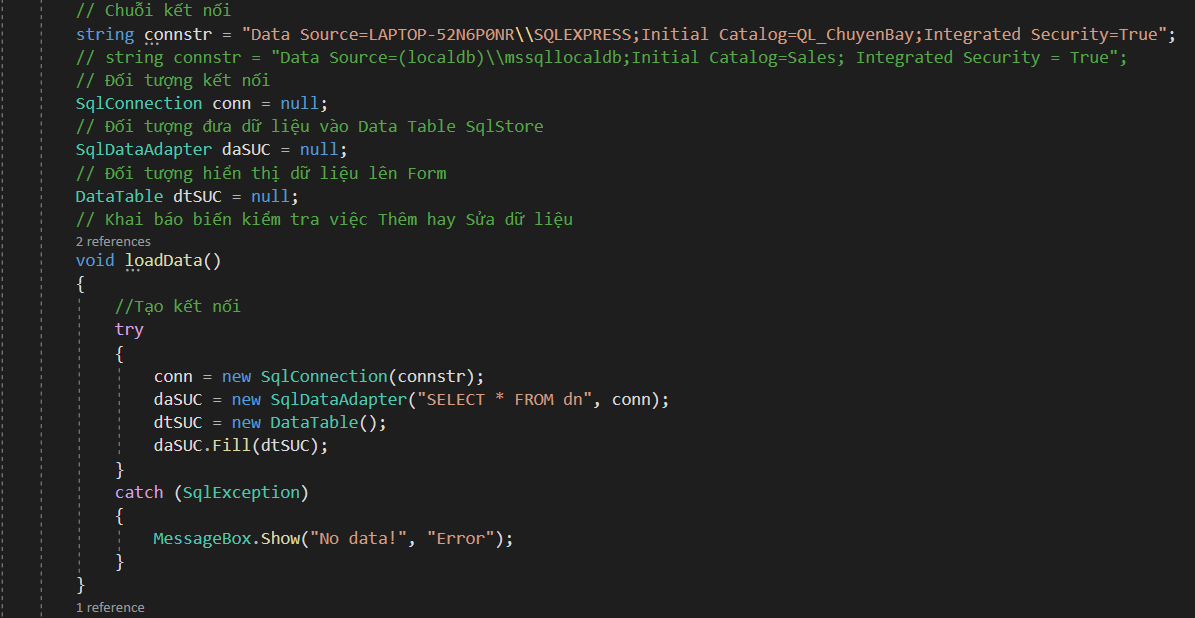 // Chuỗi kết nối
string connstr = "Data Source=LAPTOP-52N6P0NR\\SQLEXPRESS;Initial Catalog=QL_ChuyenBay;Integrated Security=True";
// string connstr = "Data Source=(localdb)\\mssqllocaldb;Initial Catalog=Sales; Integrated Security = True";
// Đối tượng kết nối
SqlConnection conn = null;
// Đối tượng đưa dữ liệu vào Data Table SqlStore
SqlDataAdapter daSUC = null;
// Đối tượng hiển thị dữ liệu lên Form
DataTable dtSUC = null;
// Khai báo biến kiểm tra việc Thêm hay Sửa dữ liệu
2 references
void loadData()
{
//Tạo kết nối
try
{
conn = new SqlConnection(connstr);
daSUC = new SqlDataAdapter("SELECT * FROM dn", conn);
dtSUC = new DataTable();
daSUC.Fill(dtSUC);
}
catch (SqlException)
{
MessageBox.Show("No data!", "Error");
}
}
1 reference